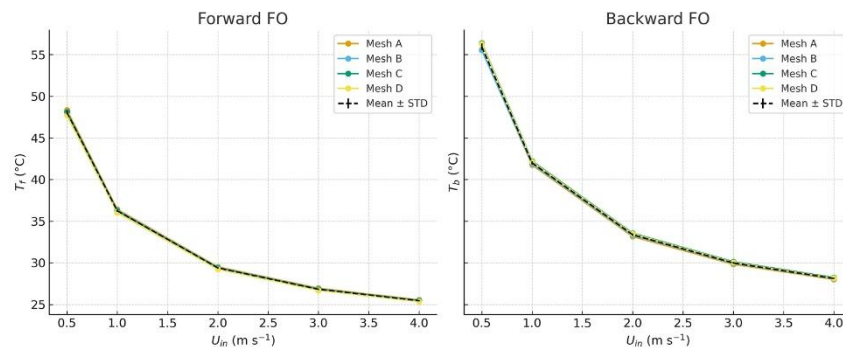 Forward FO
Mesh A
Mesh B
Mesh C
Mesh D
Mean ± STD
55
50
45
40
35
30
25
T_f (°C)
0.5 1.0 1.5 2.0 2.5 3.0 3.5 4.0
U_in (m s⁻¹)
Backward FO
Mesh A
Mesh B
Mesh C
Mesh D
Mean ± STD
T_b (°C)
0.5 1.0 1.5 2.0 2.5 3.0 3.5 4.0
U_in (m s⁻¹)